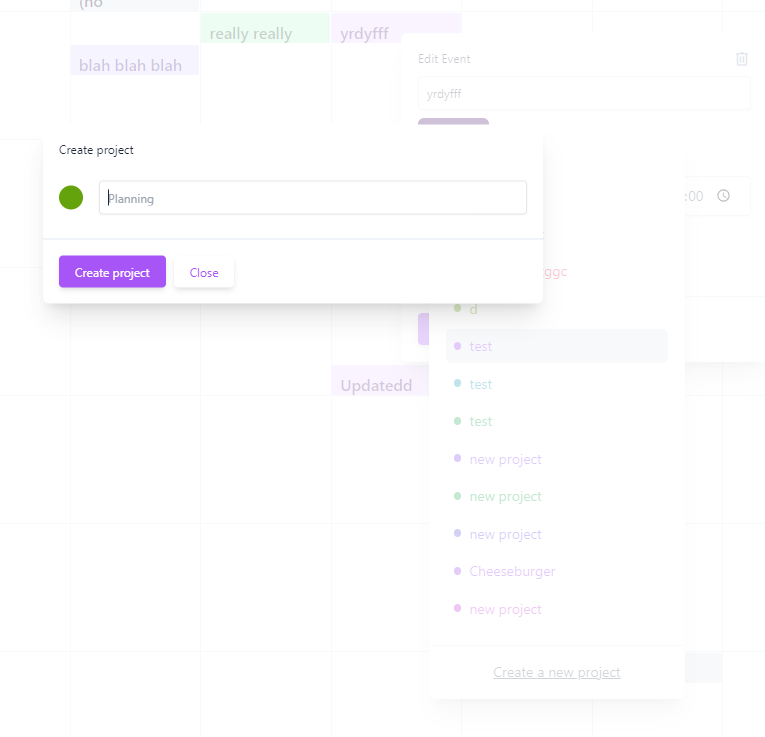 (no
really really
yrdyfff
blah blah blah
Edit Event
yrdyfff
Create project
Planning
:00
Create project
Close
ggc
d
test
Updatedd
test
test
new project
new project
new project
Cheeseburger
new project
Create a new project